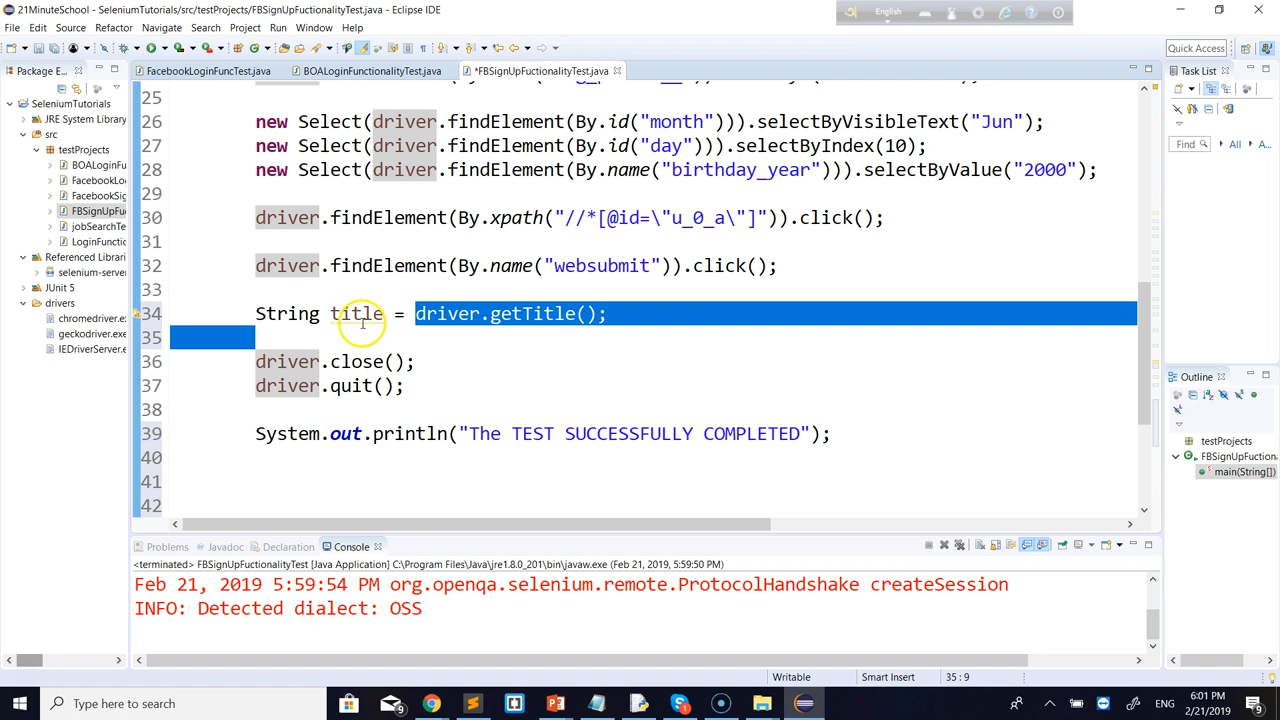 21MinuteSchool - SeleniumTutorials/src/testProjects/FBSignUpFuctionalityTest.java - Eclipse IDE
English
File Edit Source Refactor Navigate Search Project Run Window Help
Quick Access
Package E...
FacebookLoginFuncTest.java
BOALoginFunctionalityTest.java
*FBSignUpFuctionalityTest.java
Task List
SeleniumTutorials
JRE System Library
src
testProjects
BOALoginFu
FacebookLo
FacebookSig
FBSignUpFuc
jobSearchTe
LoginFunctio
Referenced Librari
selenium-server
JUnit 5
drivers
chromedriver.ex
geckodriver.ex
IEDriverServer.e
25
26 new Select(driver.findElement(By.id("month"))).selectByVisibleText("Jun");
27 new Select(driver.findElement(By.id("day"))).selectByIndex(10);
28 new Select(driver.findElement(By.name("birthday_year"))).selectByValue("2000");
29
30 driver.findElement(By.xpath("//*[@id=\"u_0_a\"]")).click();
31
32 driver.findElement(By.name("websubmit")).click();
33
34 String title = driver.getTitle();
35
36 driver.close();
37 driver.quit();
38
39 System.out.println("The TEST SUCCESSFULLY COMPLETED");
40
41
42
Find All A...
Outline
testProjects
FBSignUpFuction
main(String[])
Problems Javadoc Declaration Console
<terminated> FBSignUpFuctionalityTest [Java Application] C:\Program Files\Java\jre1.8.0_201\bin\javaw.exe (Feb 21, 2019 5:59:50 PM)
Feb 21, 2019 5:59:54 PM org.openqa.selenium.remote.ProtocolHandshake createSession
INFO: Detected dialect: OSS
Writable Smart Insert 35 : 9
Type here to search
ENG
6:01 PM
2/21/2019